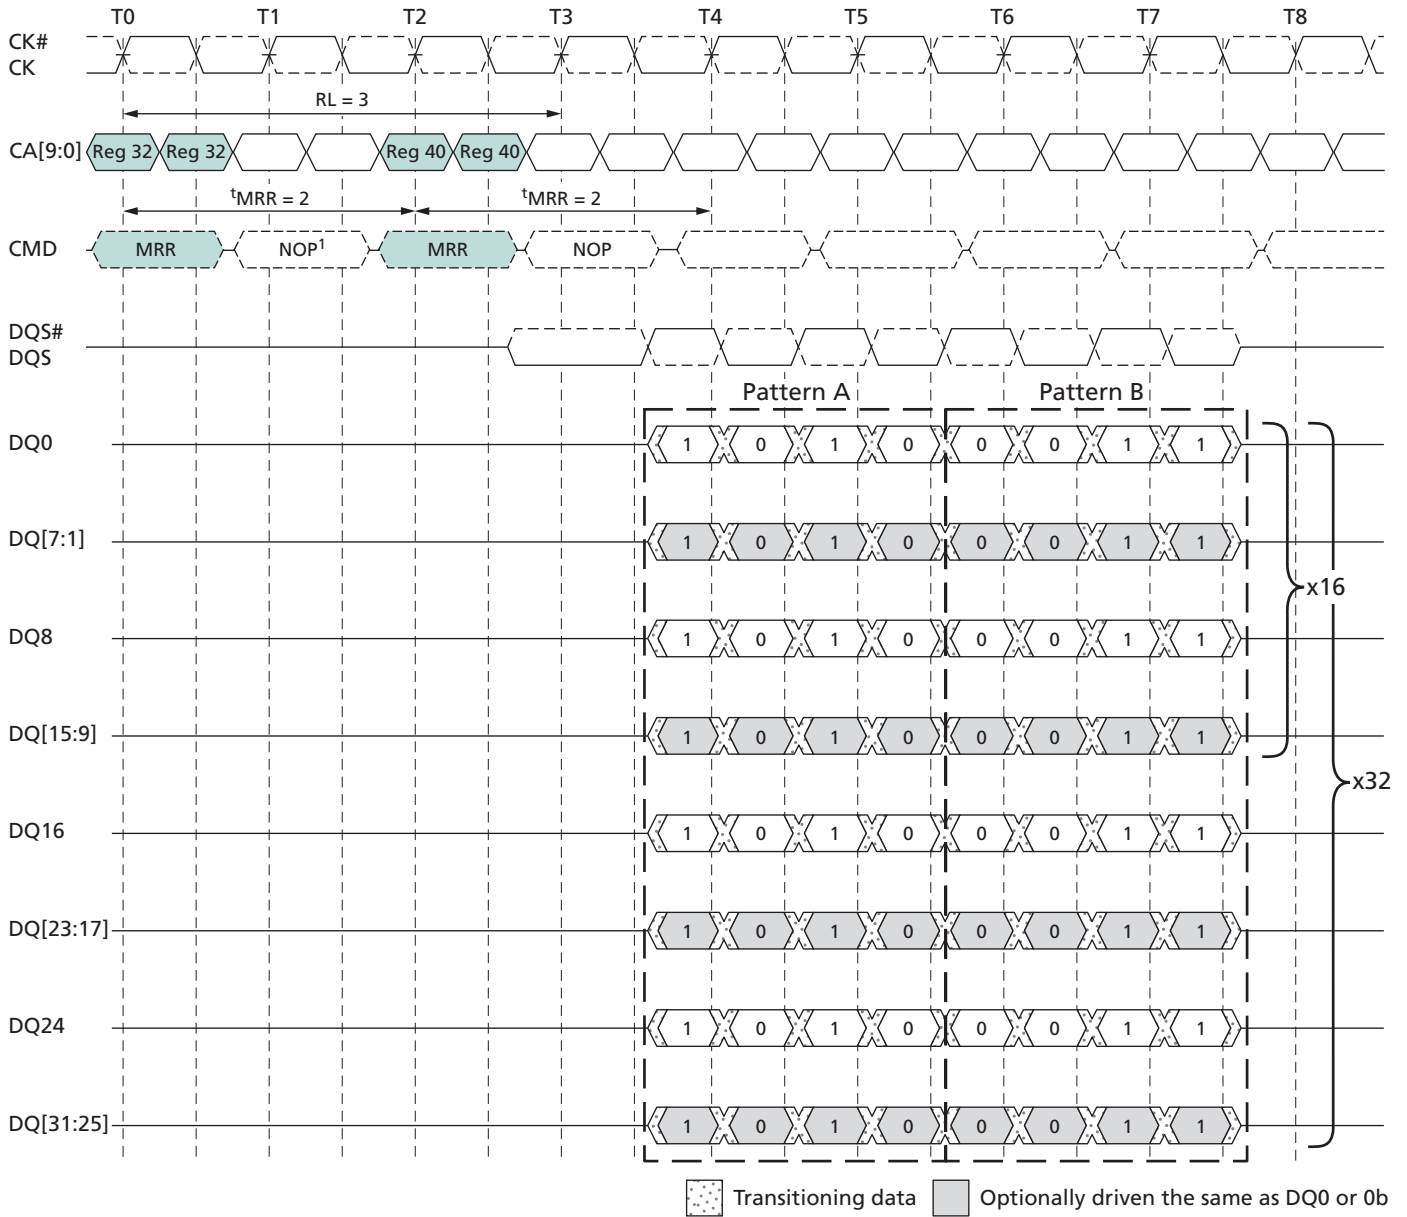 T0 T1 T2 T3 T4 T5 T6 T7 T8
CK#
CK
RL = 3
CA[9:0] Reg 32 Reg 32 Reg 40 Reg 40
tMRR = 2 tMRR = 2
CMD MRR NOP1 MRR NOP
DQS#
DQS
Pattern A Pattern B
DQ0 1 0 1 0 0 0 1 1
DQ[7:1] 1 0 1 0 0 0 1 1
x16
DQ8 1 0 1 0 0 0 1 1
DQ[15:9] 1 0 1 0 0 0 1 1
x32
DQ16 1 0 1 0 0 0 1 1
DQ[23:17] 1 0 1 0 0 0 1 1
DQ24 1 0 1 0 0 0 1 1
DQ[31:25] 1 0 1 0 0 0 1 1
Transitioning data Optionally driven the same as DQ0 or 0b